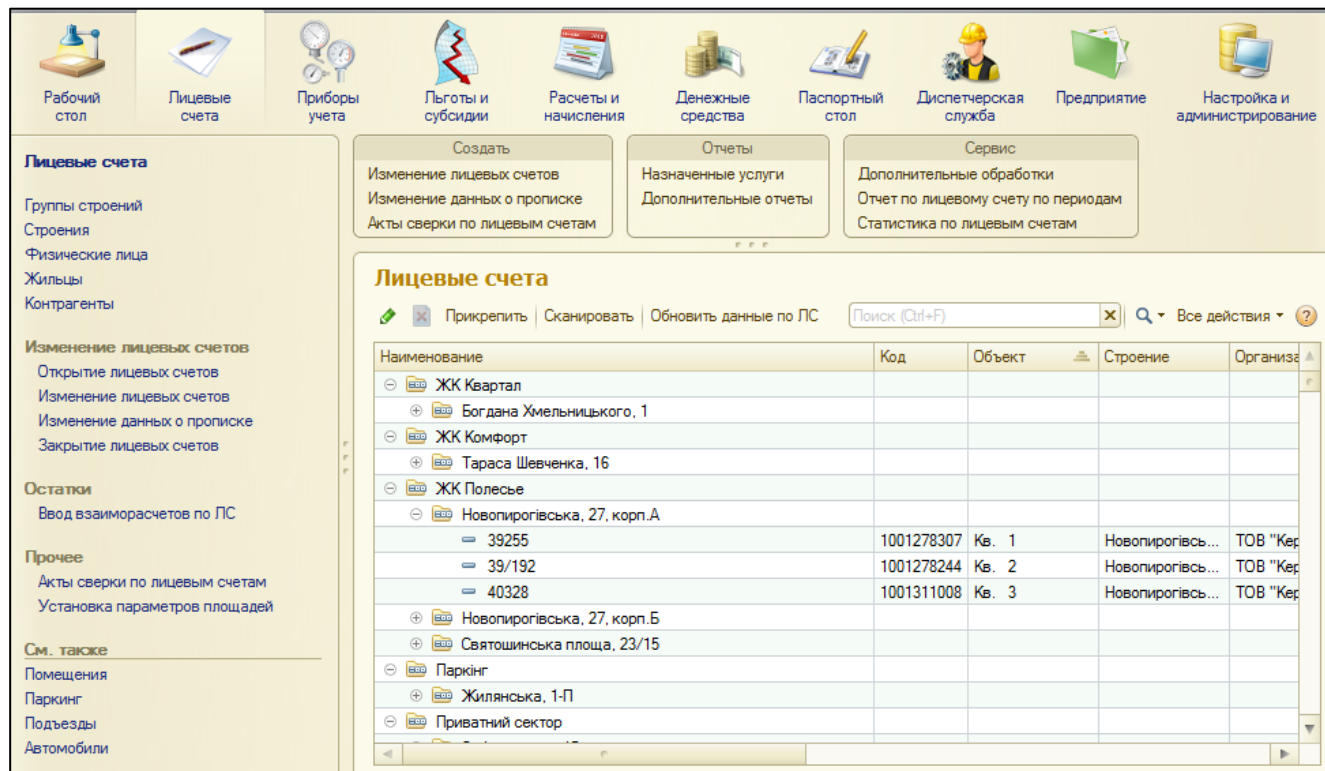 Рабочий стол
Лицевые счета
Приборы учета
Льготы и субсидии
Расчеты и начисления
Денежные средства
Паспортный стол
Диспетчерская служба
Предприятие
Настройка и администрирование
Лицевые счета
Группы строений
Строения
Физические лица
Жильцы
Контрагенты
Изменение лицевых счетов
Открытие лицевых счетов
Изменение лицевых счетов
Изменение данных о прописке
Закрытие лицевых счетов
Остатки
Ввод взаиморасчетов по ЛС
Прочее
Акты сверки по лицевым счетам
Установка параметров площадей
См. также
Помещения
Паркинг
Подъезды
Автомобили
Создать
Изменение лицевых счетов
Изменение данных о прописке
Акты сверки по лицевым счетам
Отчеты
Назначенные услуги
Дополнительные отчеты
Сервис
Дополнительные обработки
Отчет по лицевому счету по периодам
Статистика по лицевым счетам
Лицевые счета
Прикрепить Сканировать Обновить данные по ЛС Поиск (Ctrl+F) Все действия
Наименование Код Объект Строение Организа
ЖК Квартал
Богдана Хмельницького, 1
ЖК Комфорт
Тараса Шевченка, 16
ЖК Полесье
Новопирогівська, 27, корп.А
39255 1001278307 Кв. 1 Новопирогівсь... ТОВ "Кер
39/192 1001278244 Кв. 2 Новопирогівсь... ТОВ "Кер
40328 1001311008 Кв. 3 Новопирогівсь... ТОВ "Кер
Новопирогівська, 27, корп.Б
Святошинська площа, 23/15
Паркінг
Жилянська, 1-П
Приватний сектор